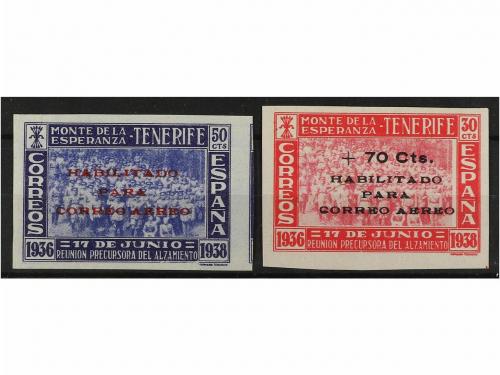 MONTE DE LA
ESPERANZA - TENERIFE
50
CTS
CORREOS
HABILITADO
PARA
CORREO AEREO
ESPAÑA
1936 = 17 DE JUNIO = 1938
REUNION PRECURSORA DEL ALZAMIENTO
MONTE DE LA
ESPERANZA - TENERIFE
30
CTS
CORREOS
+ 70 Cts.
HABILITADO
PARA
CORREO AEREO
ESPAÑA
1936 = 17 DE JUNIO = 1938
REUNION PRECURSORA DEL ALZAMIENTO